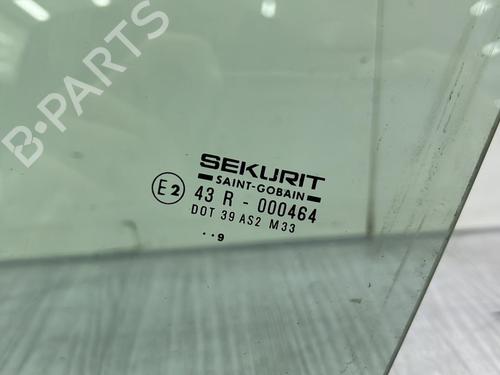 B-PARTS
SEKURIT
SAINT-GOBAIN
E2 43 R - 000464
DOT 39 AS2 M33
..9